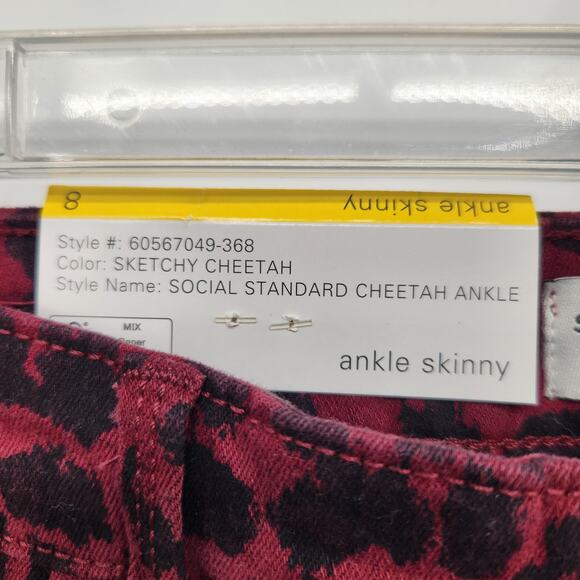 8 ankle skinny
Style #: 60567049-368
Color: SKETCHY CHEETAH
Style Name: SOCIAL STANDARD CHEETAH ANKLE
MIX
ankle skinny